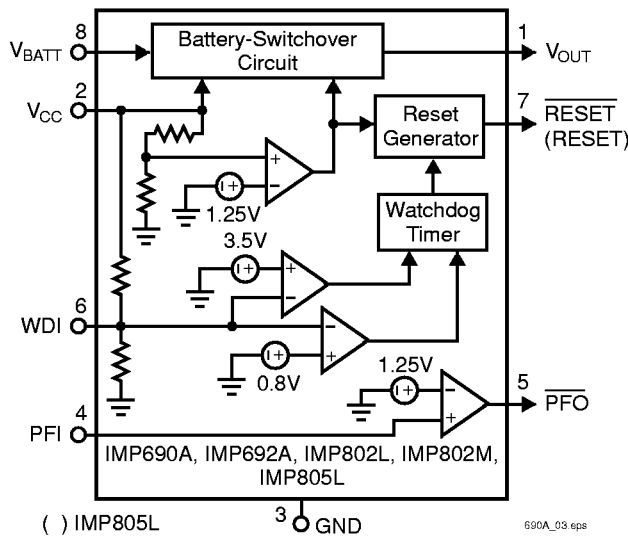 8
V_BATT
Battery-Switchover
Circuit
1
V_OUT
2
V_CC
Reset
Generator
7
R̅E̅S̅E̅T̅
(RESET)
+
−
1.25V
Watchdog
Timer
3.5V
+
−
6
WDI
−
+
0.8V
1.25V
−
+
5
P̅F̅O̅
4
PFI
IMP690A, IMP692A, IMP802L, IMP802M,
IMP805L
( ) IMP805L
3
GND
690A_03.eps